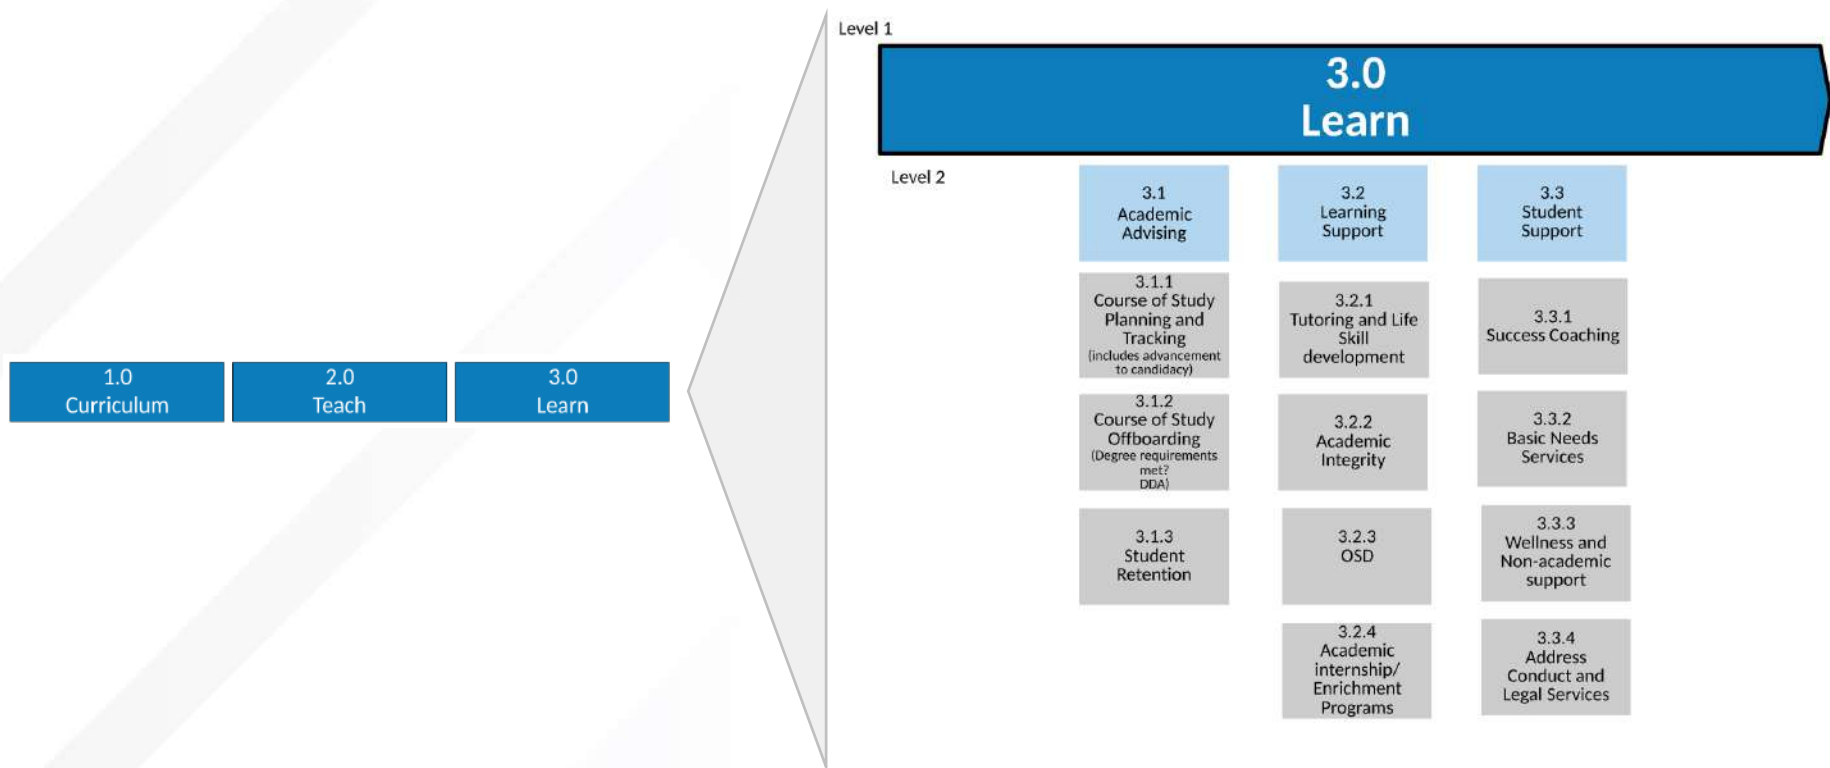 1.0
Curriculum
2.0
Teach
3.0
Learn
Level 1
3.0
Learn
Level 2
3.1
Academic
Advising
3.1.1
Course of Study
Planning and
Tracking
(includes advancement
to candidacy)
3.1.2
Course of Study
Offboarding
(Degree requirements
met?
DDA)
3.1.3
Student
Retention
3.2
Learning
Support
3.2.1
Tutoring and Life
Skill
development
3.2.2
Academic
Integrity
3.2.3
OSD
3.2.4
Academic
internship/
Enrichment
Programs
3.3
Student
Support
3.3.1
Success Coaching
3.3.2
Basic Needs
Services
3.3.3
Wellness and
Non-academic
support
3.3.4
Address
Conduct and
Legal Services